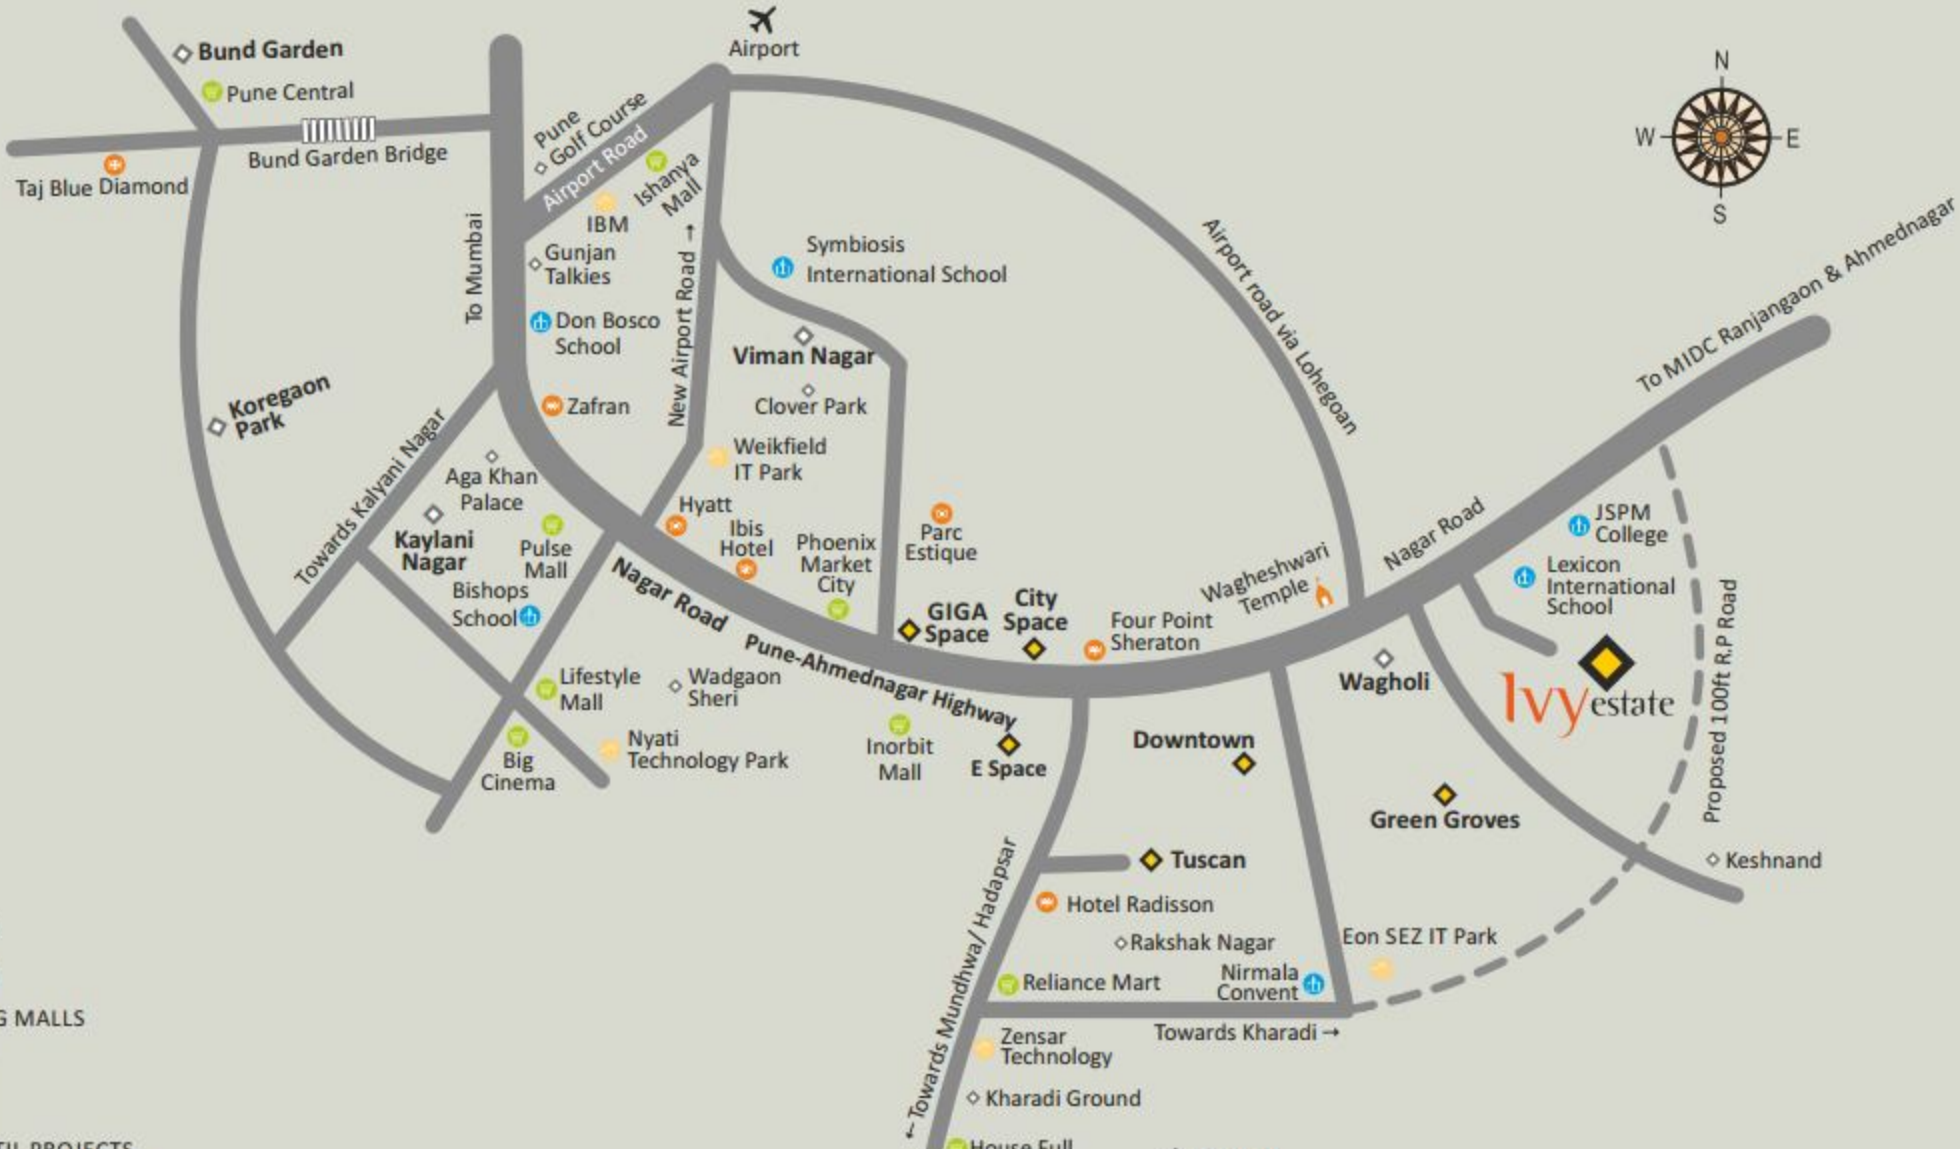 Airport
Bund Garden
Pune Central
Bund Garden Bridge
Taj Blue Diamond
To Mumbai
Pune
Golf Course
Airport Road
Ishanya
Mall
IBM
Gunjan
Talkies
Don Bosco
School
Zafran
New Airport Road →
Symbiosis
International School
Viman Nagar
Clover Park
Weikfield
IT Park
Airport road via Lohegoan
N
W
E
S
To MIDC Ranjangaon & Ahmednagar
Koregaon
Park
Towards Kalyani Nagar
Aga Khan
Palace
Kaylani
Nagar
Pulse
Mall
Bishops
School
Hyatt
Ibis
Hotel
Phoenix
Market
City
Parc
Estique
GIGA
Space
City
Space
Four Point
Sheraton
Wagheshwari
Temple
Nagar Road
JSPM
College
Lexicon
International
School
Proposed 100ft R.P Road
Ivy estate
Wagholi
Nagar Road
Pune-Ahmednagar Highway
Lifestyle
Mall
Wadgaon
Sheri
Big
Cinema
Nyati
Technology Park
Inorbit
Mall
E Space
Downtown
Green Groves
Keshnand
Tuscan
Hotel Radisson
Rakshak Nagar
Eon SEZ IT Park
Reliance Mart
Nirmala
Convent
Towards Kharadi →
← Towards Mundhwa/ Hadapsar
Zensar
Technology
Kharadi Ground
House Full
G MALLS
PROJECTS